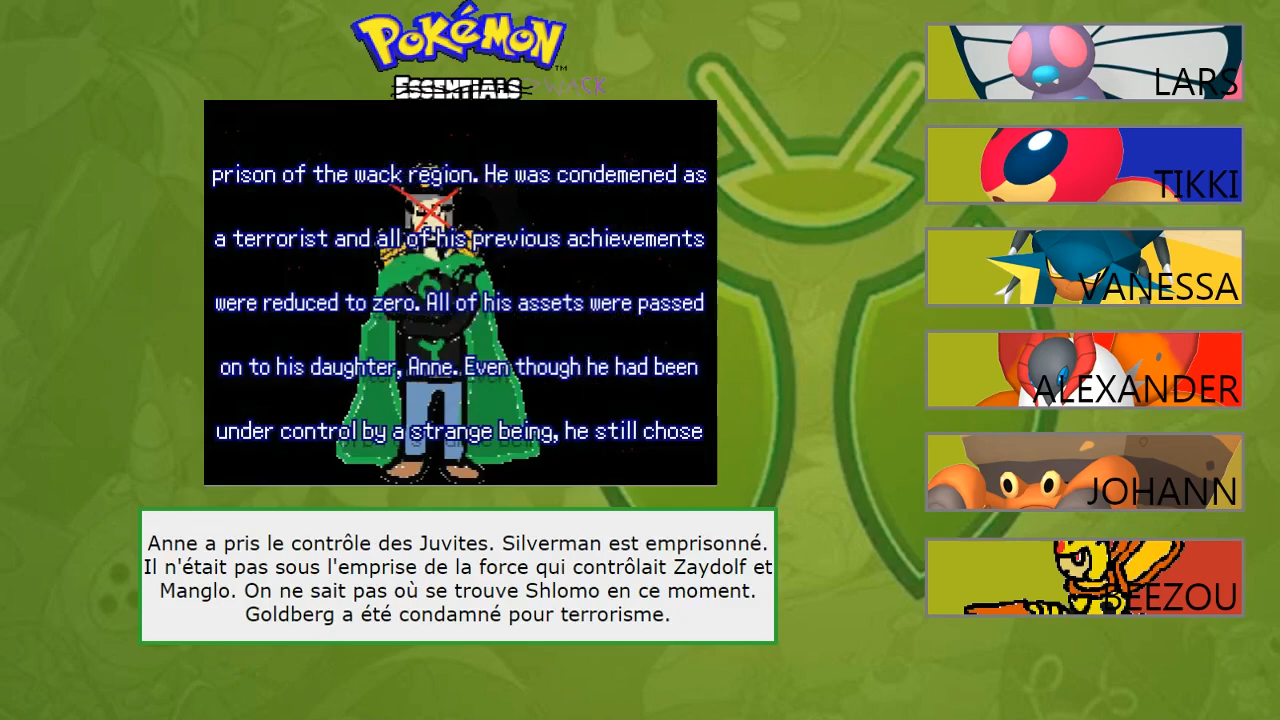 POKéMON
TM
ESSENTIALS WACK
prison of the wack region. He was condemened as
a terrorist and all of his previous achievements
were reduced to zero. All of his assets were passed
on to his daughter, Anne. Even though he had been
under control by a strange being, he still chose
Anne a pris le contrôle des Juvites. Silverman est emprisonné.
Il n'était pas sous l'emprise de la force qui contrôlait Zaydolf et
Manglo. On ne sait pas où se trouve Shlomo en ce moment.
Goldberg a été condamné pour terrorisme.
LARS
TIKKI
VANESSA
ALEXANDER
JOHANN
BEEZOU